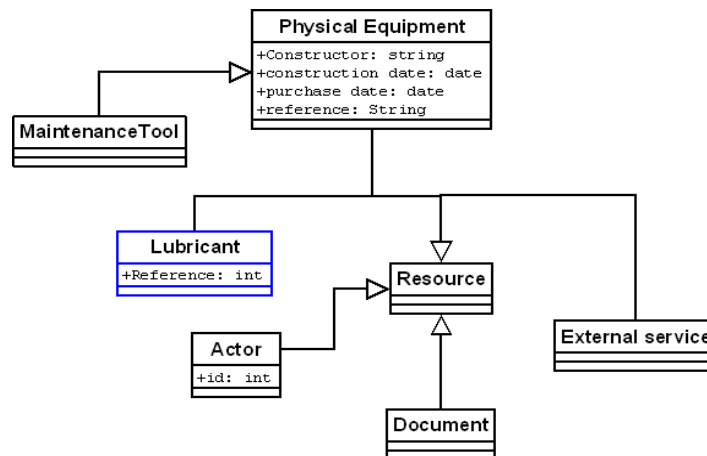 Physical Equipment
+Constructor: string
+construction date: date
+purchase date: date
+reference: String
MaintenanceTool
Lubricant
+Reference: int
Resource
Actor
+id: int
External service
Document